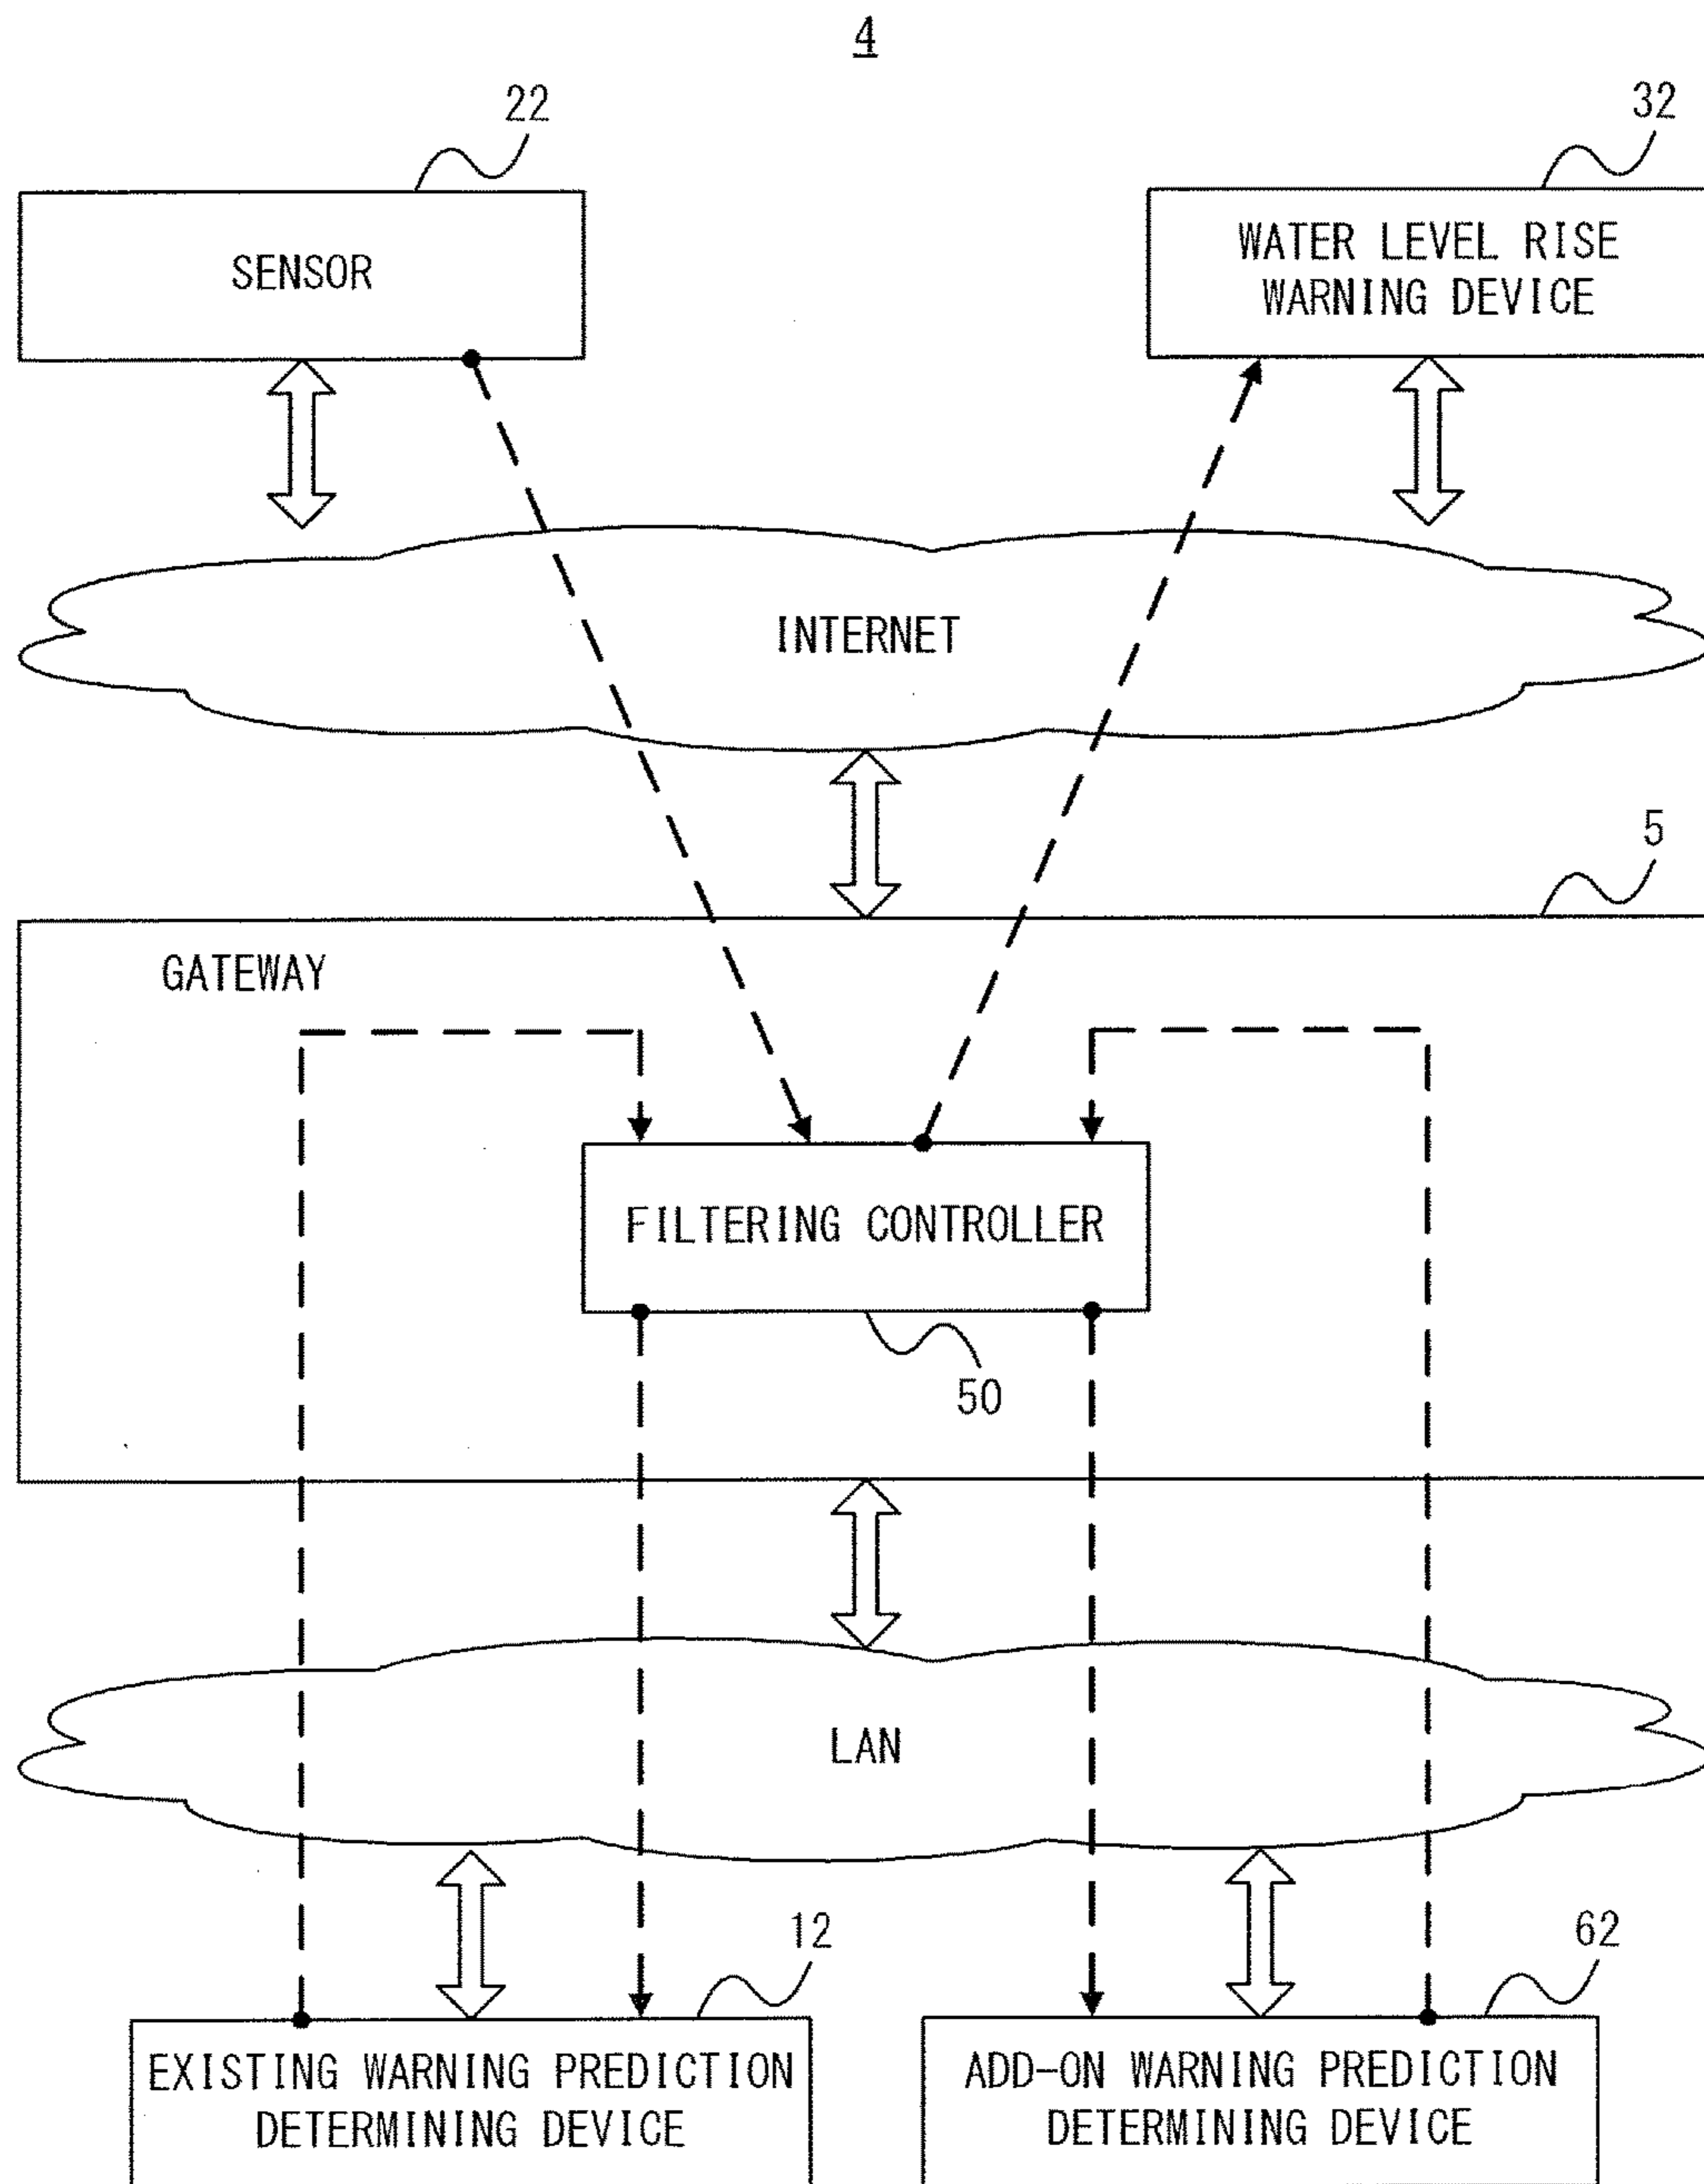 4
22
32
SENSOR
WATER LEVEL RISE
WARNING DEVICE
INTERNET
5
GATEWAY
FILTERING CONTROLLER
50
LAN
12
62
EXISTING WARNING PREDICTION
DETERMINING DEVICE
ADD-ON WARNING PREDICTION
DETERMINING DEVICE